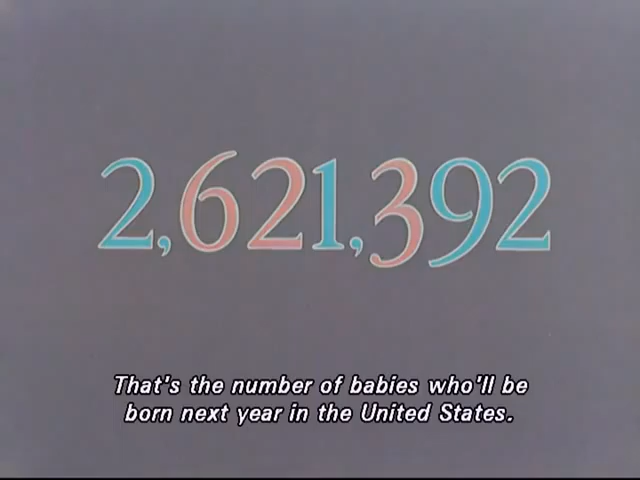 2,621,392
That's the number of babies who'll be
born next year in the United States.